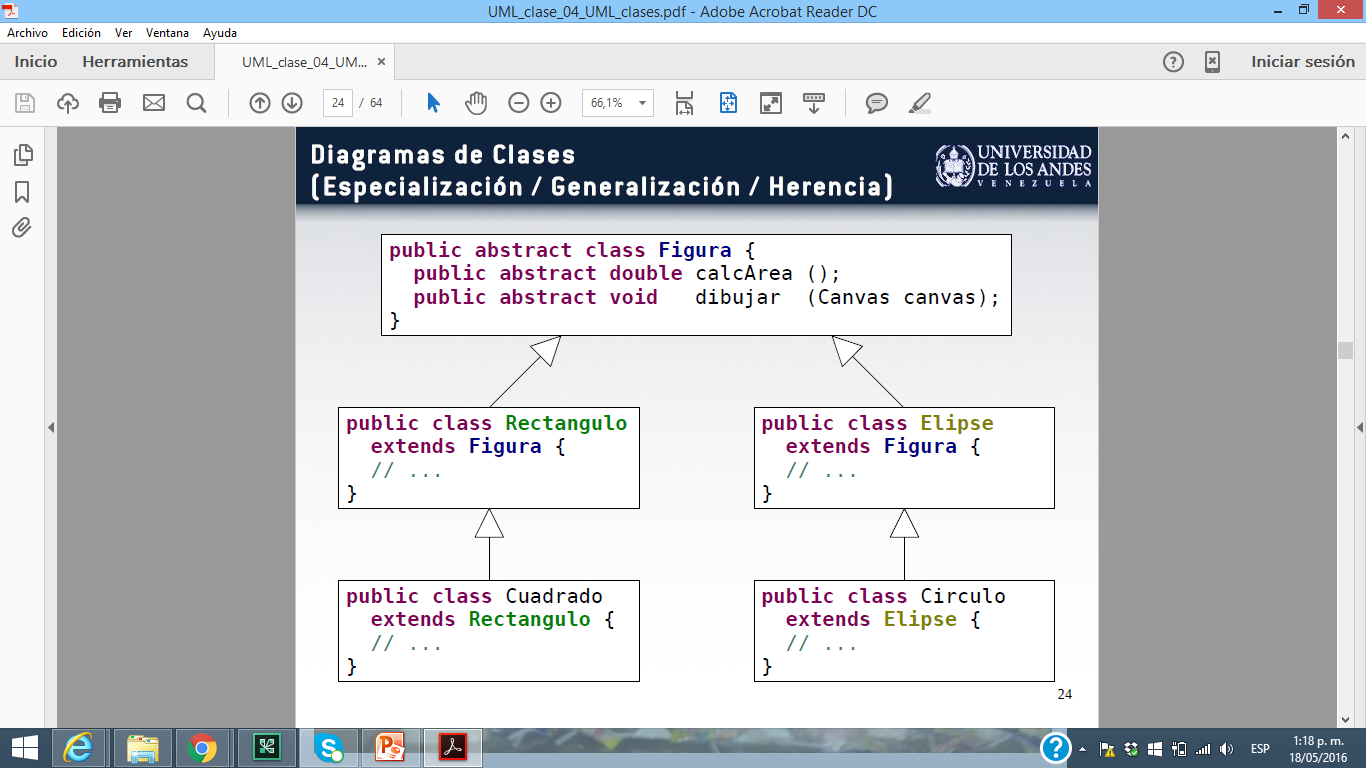 UML_clase_04_UML_clases.pdf - Adobe Acrobat Reader DC
Archivo Edición Ver Ventana Ayuda
Inicio Herramientas UML_clase_04_UM... × ? Iniciar sesión
24 / 64 66,1%
Diagramas de Clases
(Especialización / Generalización / Herencia)
UNIVERSIDAD
DE LOS ANDES
VENEZUELA
public abstract class Figura {
public abstract double calcArea ();
public abstract void dibujar (Canvas canvas);
}
public class Rectangulo
extends Figura {
// ...
}
public class Elipse
extends Figura {
// ...
}
public class Cuadrado
extends Rectangulo {
// ...
}
public class Circulo
extends Elipse {
// ...
}
24
ESP
1:18 p. m.
18/05/2016